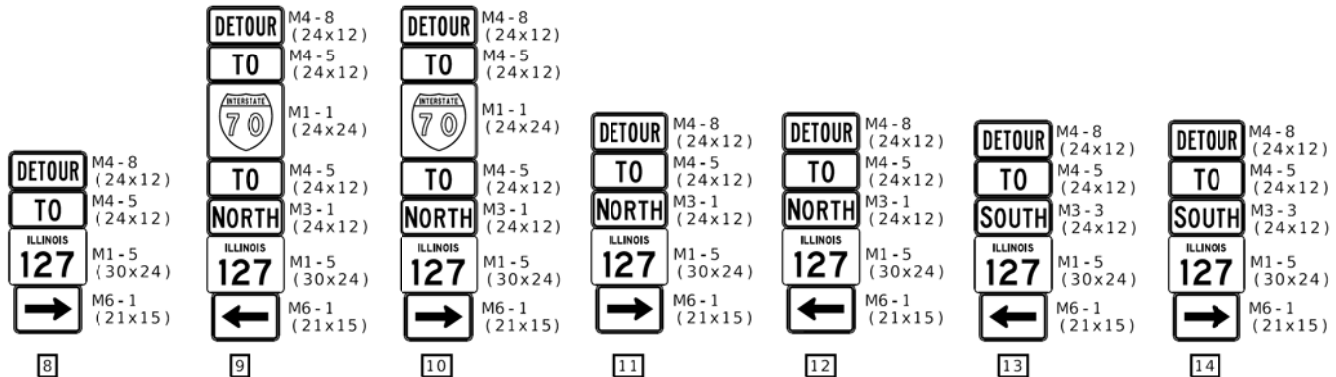 DETOUR M4-8
(24x12)
TO M4-5
(24x12)
ILLINOIS
127 M1-5
(30x24)
M6-1
(21x15)
8
DETOUR M4-8
(24x12)
TO M4-5
(24x12)
INTERSTATE
70 M1-1
(24x24)
TO M4-5
(24x12)
NORTH M3-1
(24x12)
ILLINOIS
127 M1-5
(30x24)
M6-1
(21x15)
9
DETOUR M4-8
(24x12)
TO M4-5
(24x12)
INTERSTATE
70 M1-1
(24x24)
TO M4-5
(24x12)
NORTH M3-1
(24x12)
ILLINOIS
127 M1-5
(30x24)
M6-1
(21x15)
10
DETOUR M4-8
(24x12)
TO M4-5
(24x12)
NORTH M3-1
(24x12)
ILLINOIS
127 M1-5
(30x24)
M6-1
(21x15)
11
DETOUR M4-8
(24x12)
TO M4-5
(24x12)
NORTH M3-1
(24x12)
ILLINOIS
127 M1-5
(30x24)
M6-1
(21x15)
12
DETOUR M4-8
(24x12)
TO M4-5
(24x12)
SOUTH M3-3
(24x12)
ILLINOIS
127 M1-5
(30x24)
M6-1
(21x15)
13
DETOUR M4-8
(24x12)
TO M4-5
(24x12)
SOUTH M3-3
(24x12)
ILLINOIS
127 M1-5
(30x24)
M6-1
(21x15)
14